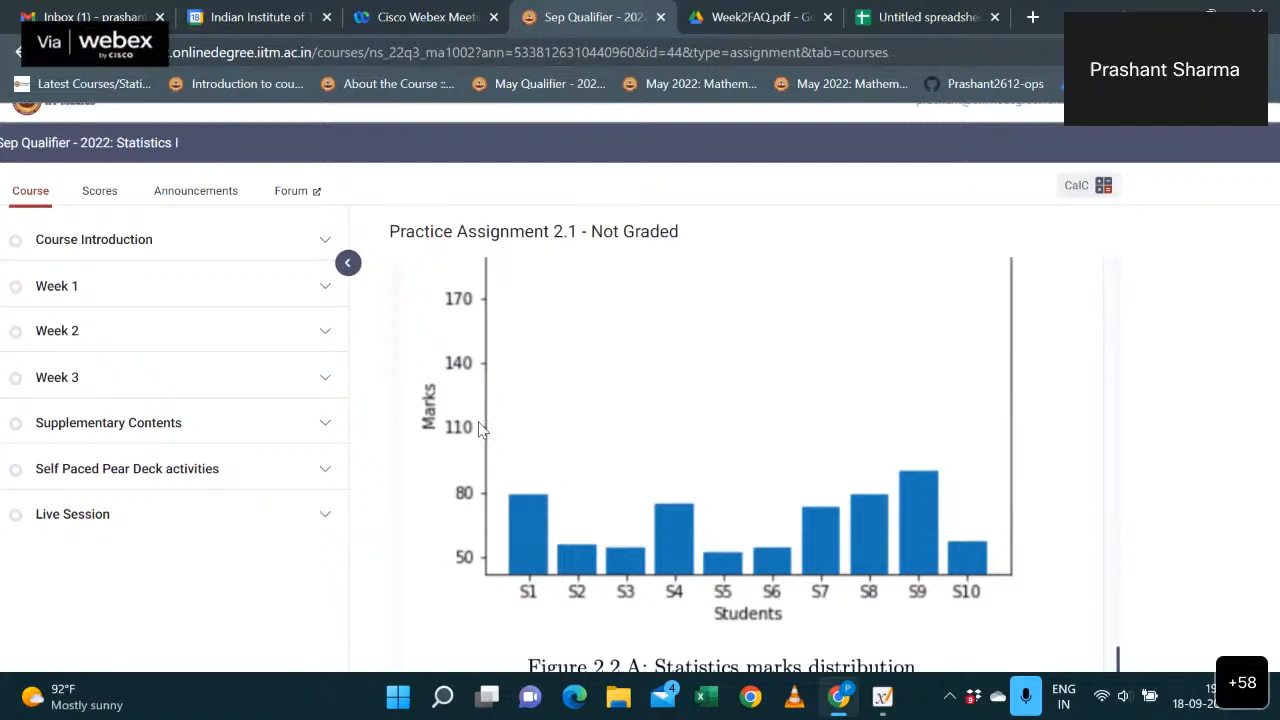 Inbox (1) - prashant
Indian Institute of
Cisco Webex Meeti
Sep Qualifier - 202
Week2FAQ.pdf - G
Untitled spreadshe
Via webex
by CISCO
.onlinedegree.iitm.ac.in/courses/ns_22q3_ma1002?ann=5338126310440960&id=44&type=assignment&tab=courses
Prashant Sharma
Latest Courses/Stati...
Introduction to cou...
About the Course ::...
May Qualifier - 202...
May 2022: Mathem...
May 2022: Mathem...
Prashant2612-ops
Sep Qualifier - 2022: Statistics I
Course
Scores
Announcements
Forum
CalC
Course Introduction
Week 1
Week 2
Week 3
Supplementary Contents
Self Paced Pear Deck activities
Live Session
Practice Assignment 2.1 - Not Graded
170
140
110
80
50
Marks
S1 S2 S3 S4 S5 S6 S7 S8 S9 S10
Students
Figure 2.2.A: Statistics marks distribution
92°F
Mostly sunny
4
P
9
ENG
IN
18-09-20
+58